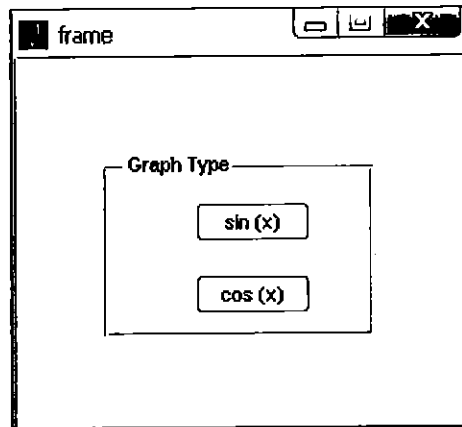 frame
X
Graph Type
sin (x)
cos (x)